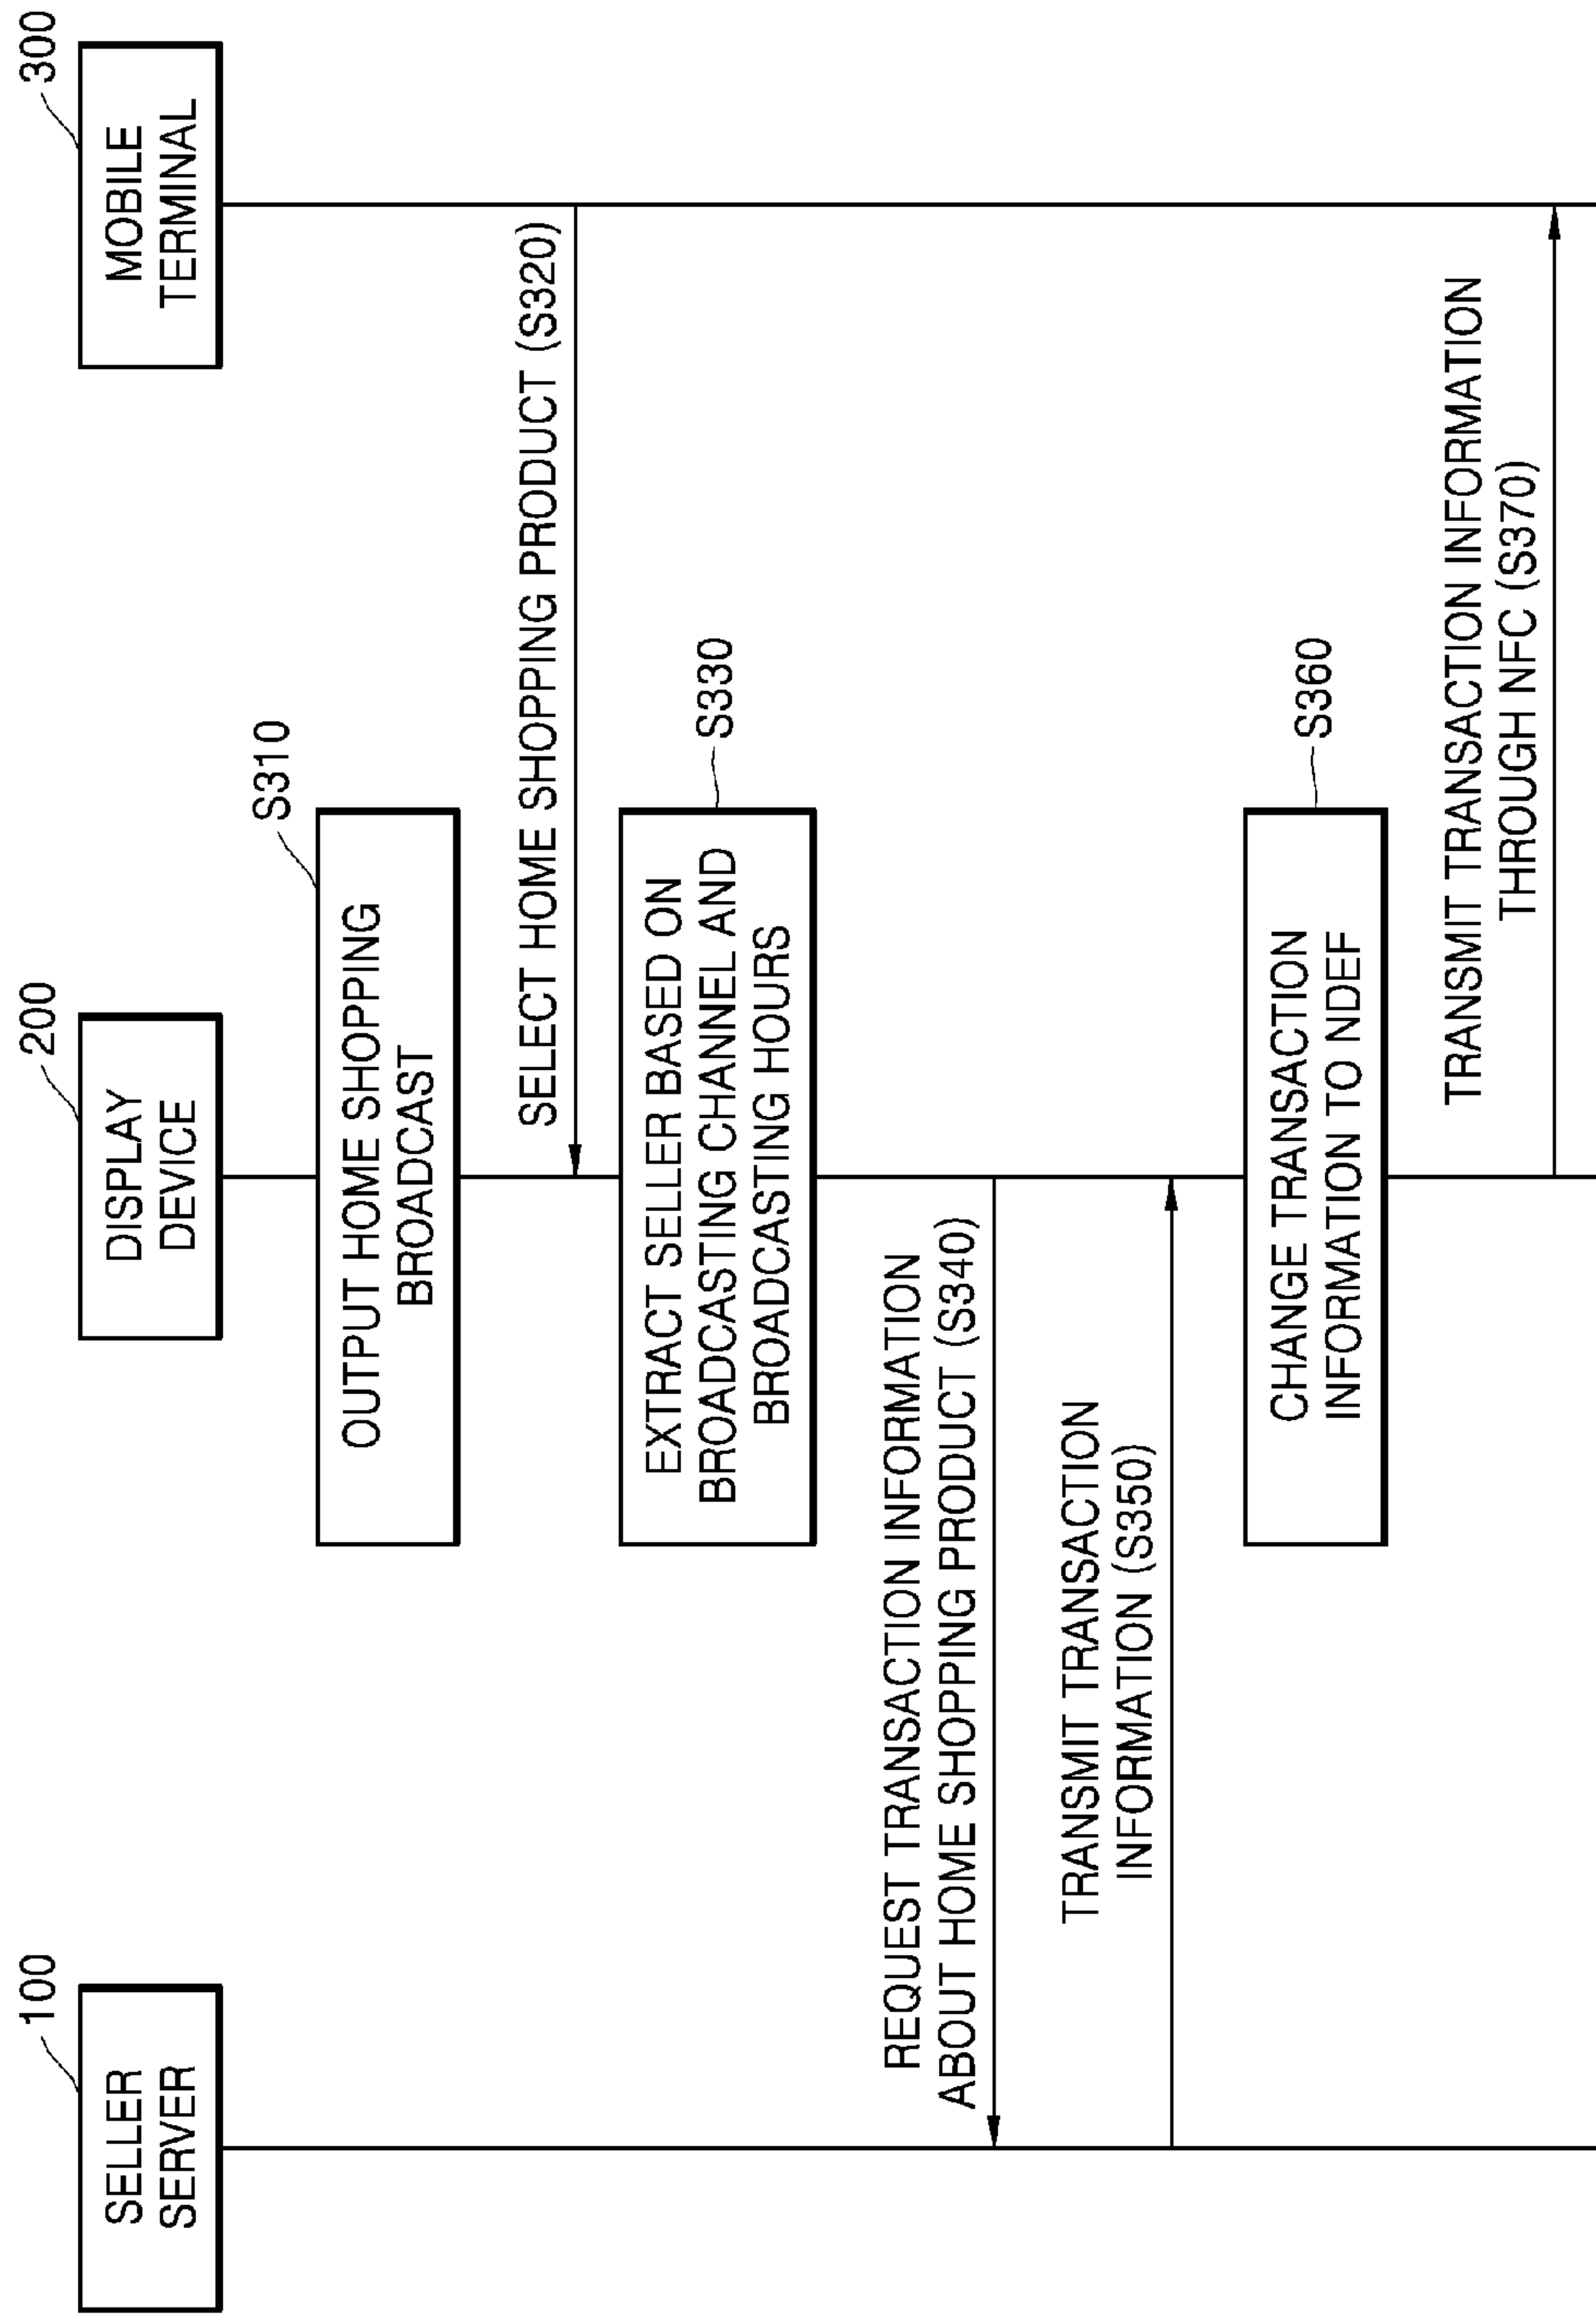 100
SELLER
SERVER
200
DISPLAY
DEVICE
300
MOBILE
TERMINAL
S310
OUTPUT HOME SHOPPING
BROADCAST
SELECT HOME SHOPPING PRODUCT (S320)
S330
EXTRACT SELLER BASED ON
BROADCASTING CHANNEL AND
BROADCASTING HOURS
REQUEST TRANSACTION INFORMATION
ABOUT HOME SHOPPING PRODUCT (S340)
TRANSMIT TRANSACTION
INFORMATION (S350)
S360
CHANGE TRANSACTION
INFORMATION TO NDEF
TRANSMIT TRANSACTION INFORMATION
THROUGH NFC (S370)